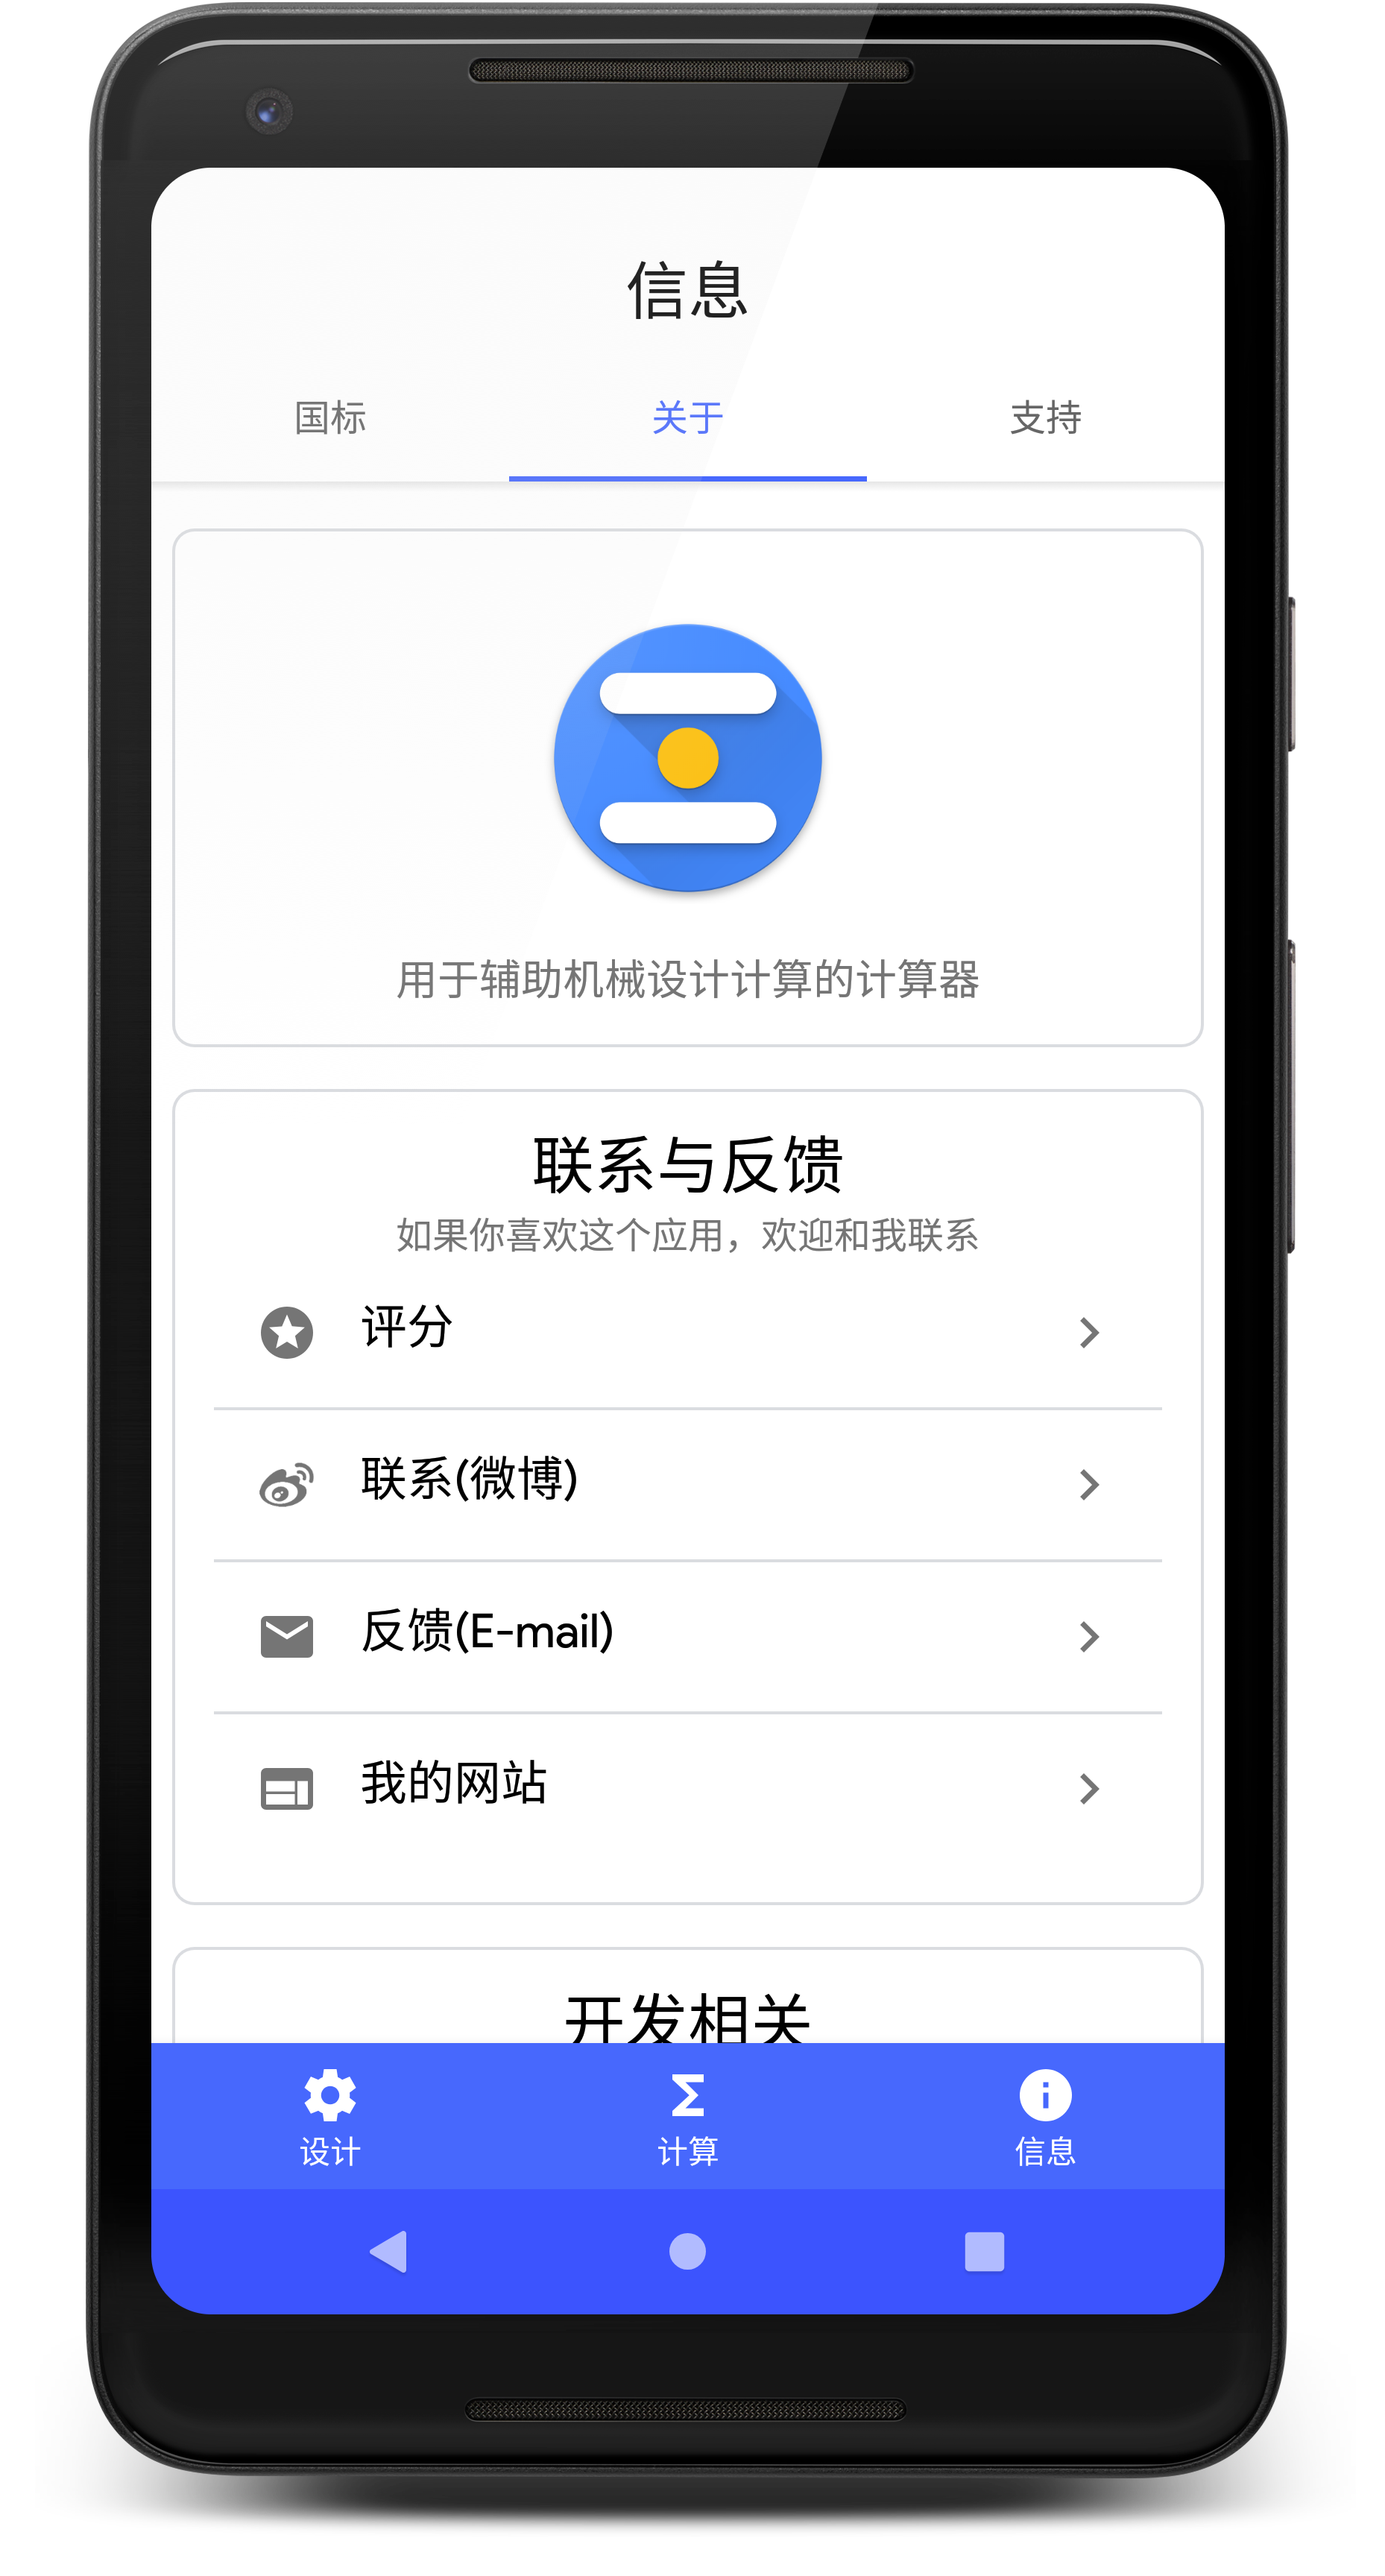 信息
国标
关于
支持
用于辅助机械设计计算的计算器
联系与反馈
如果你喜欢这个应用，欢迎和我联系
评分
联系(微博)
反馈(E-mail)
我的网站
开发相关
设计
计算
信息